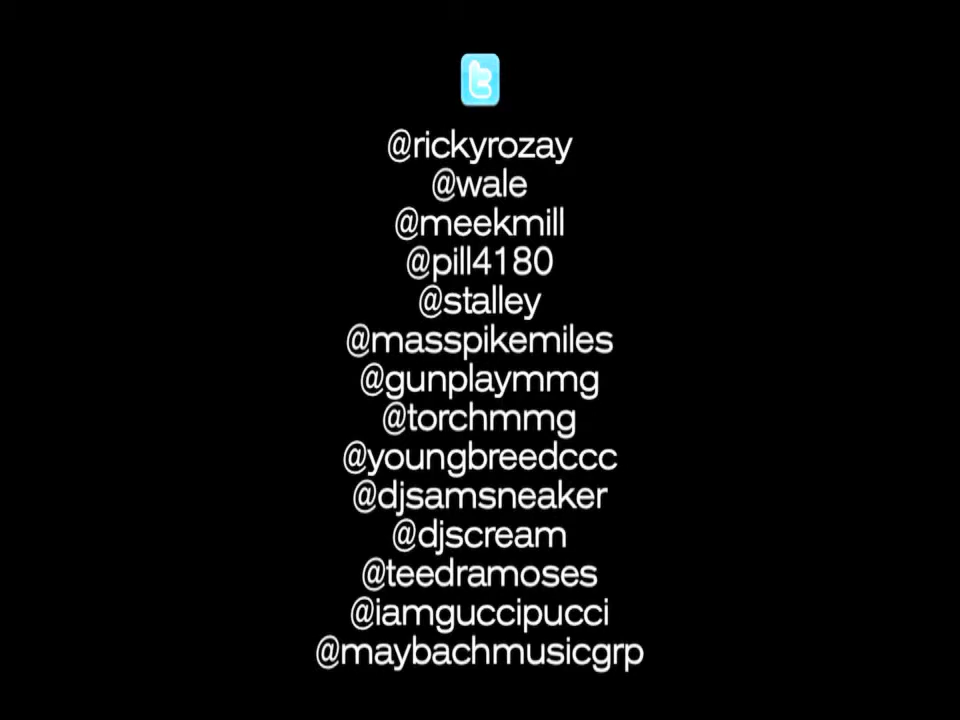 @rickyrozay
@wale
@meekmill
@pill4180
@stalley
@masspikemiles
@gunplaymmg
@torchmmg
@youngbreedccc
@djsamsneaker
@djscream
@teedramoses
@iamguccipucci
@maybachmusicgrp